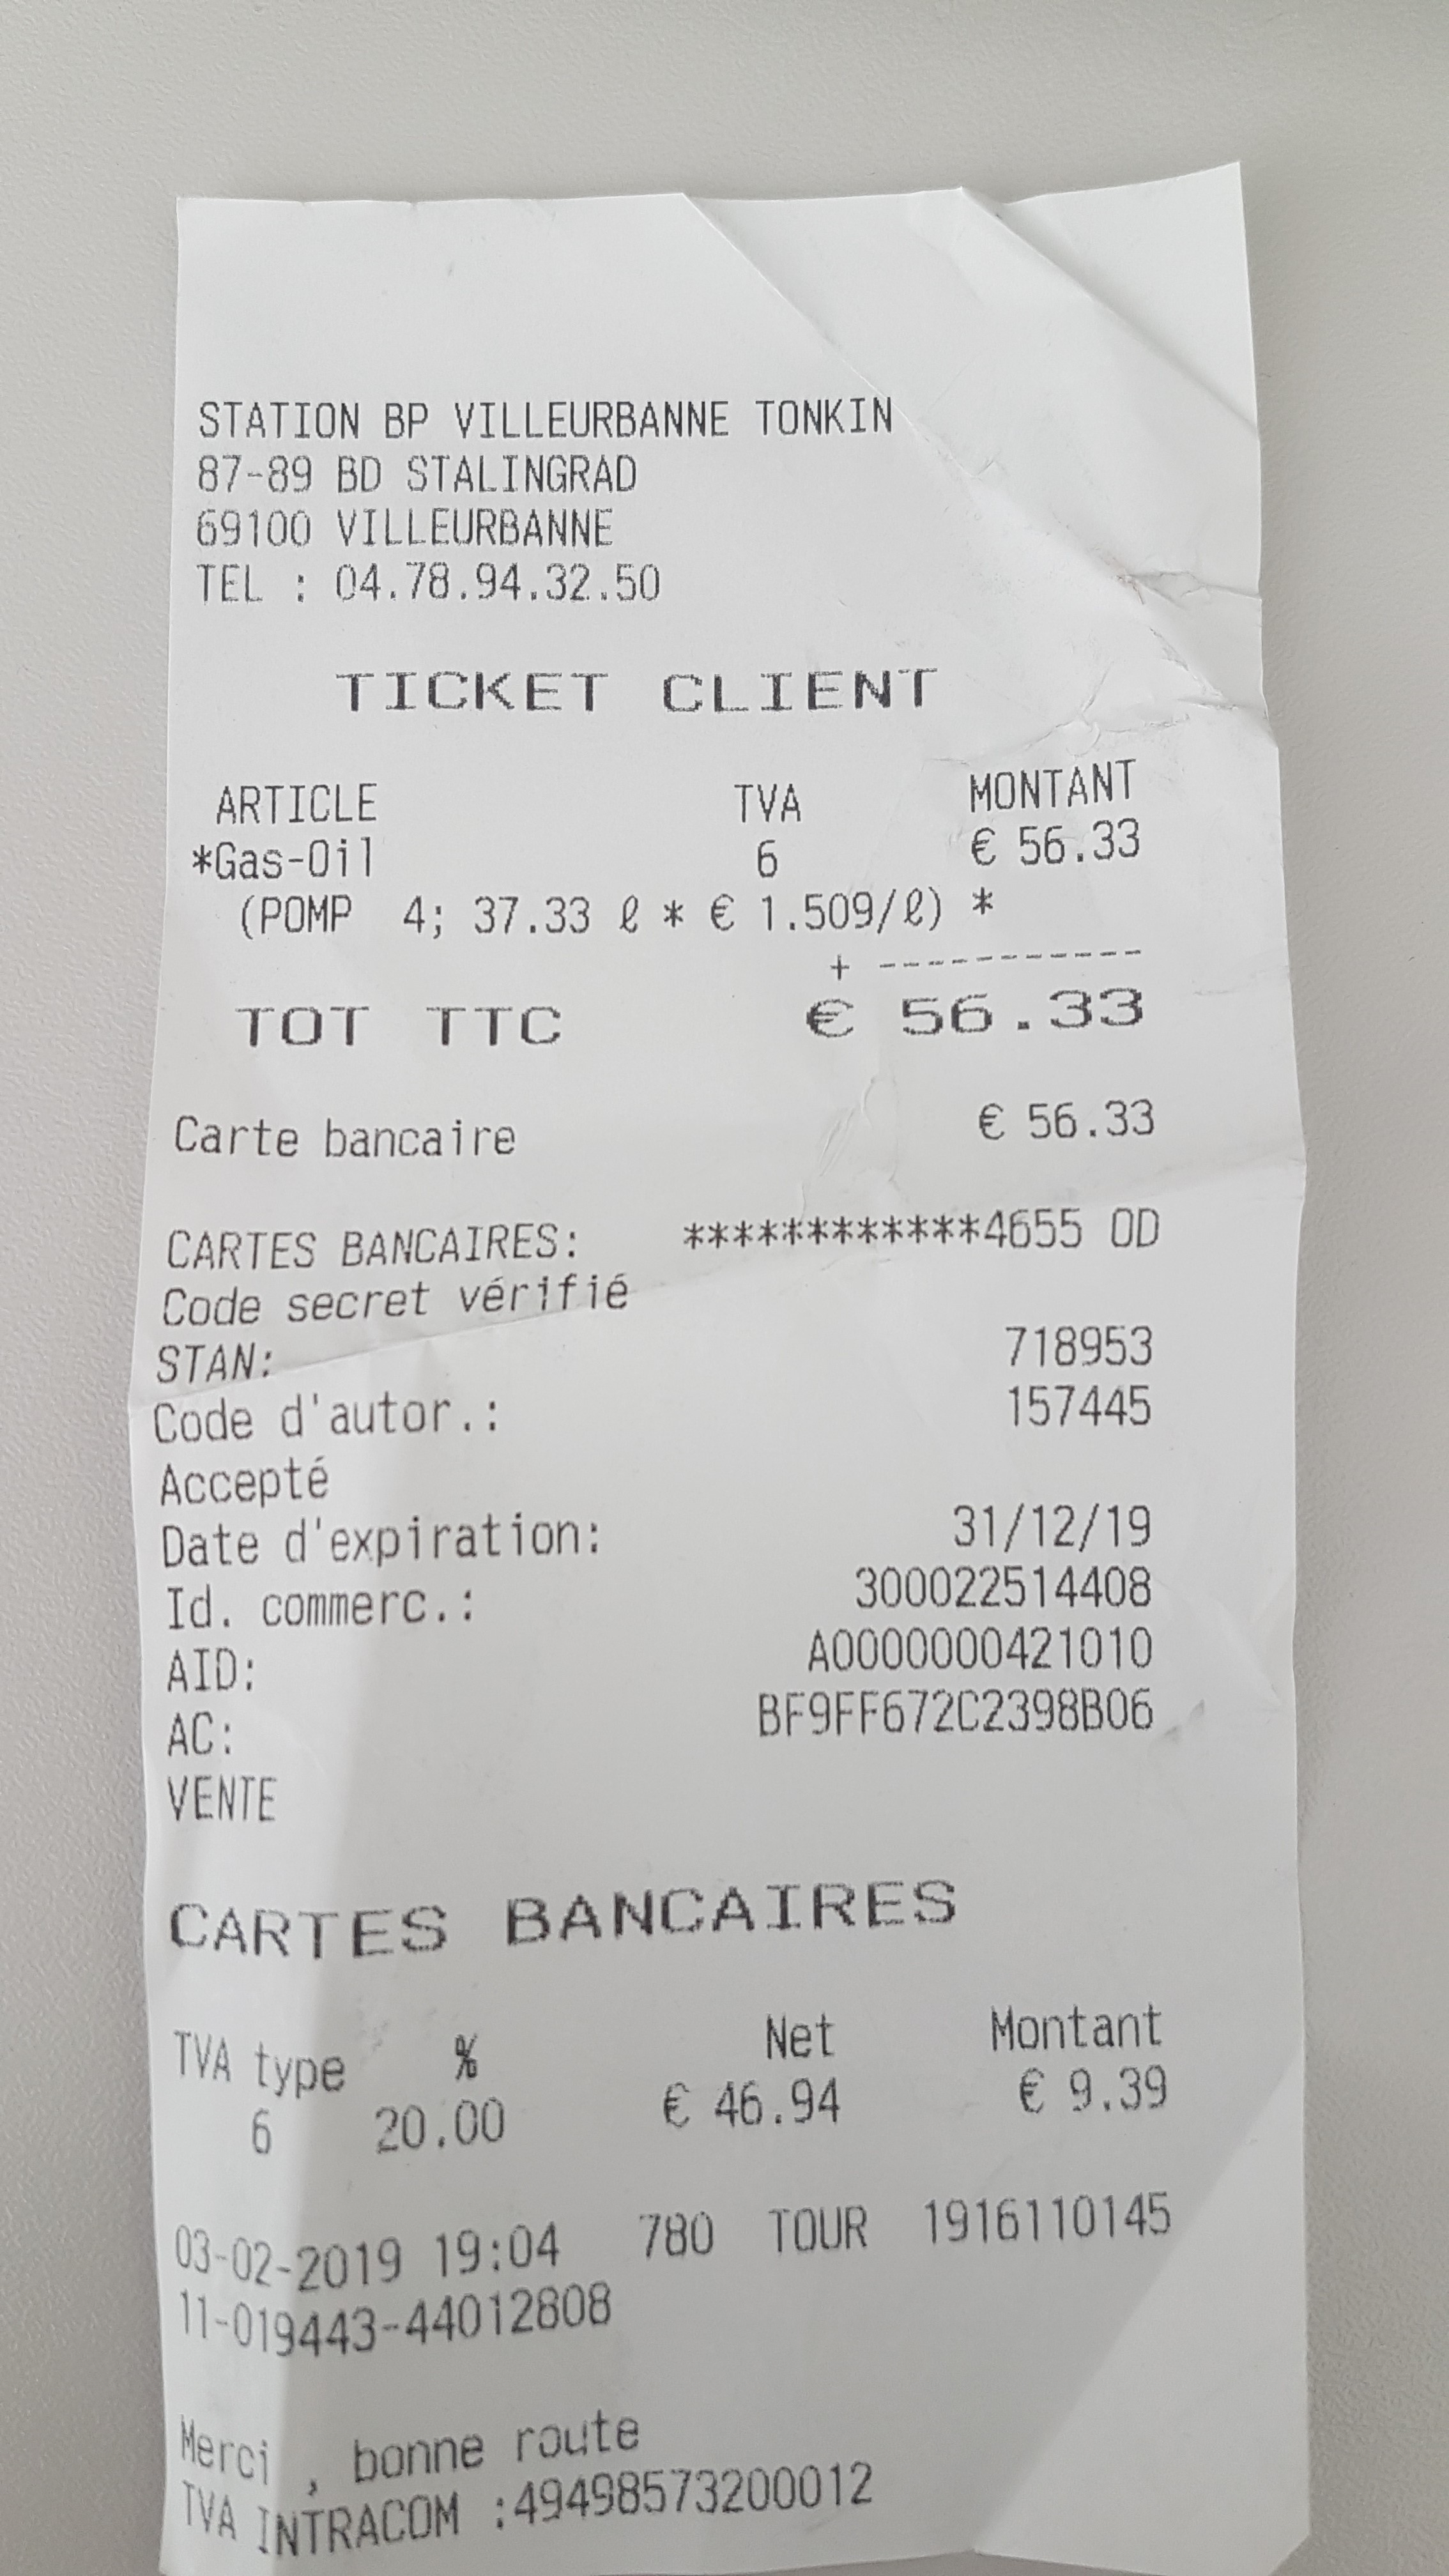 STATION BP VILLEURBANNE TONKIN
87-89 BD STALINGRAD
69100 VILLEURBANNE
TEL : 04.78.94.32.50
TICKET CLIENT
ARTICLE TVA MONTANT
*Gas-Oil 6 € 56.33
(POMP 4; 37.33 ℓ * € 1.509/ℓ) *
+ -----------
TOT TTC € 56.33
Carte bancaire € 56.33
CARTES BANCAIRES: ************4655 OD
Code secret vérifié
STAN: 718953
Code d'autor.: 157445
Accepté
Date d'expiration: 31/12/19
Id. commerc.: 300022514408
AID: A0000000421010
AC: BF9FF672C2398B06
VENTE
CARTES BANCAIRES
TVA type % Net Montant
6 20.00 € 46.94 € 9.39
03-02-2019 19:04 780 TOUR 1916110145
11-019443-44012808
Merci , bonne route
TVA INTRACOM :49498573200012